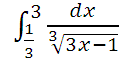 ∫_{1/3}^{3} dx / ∛(3x−1)